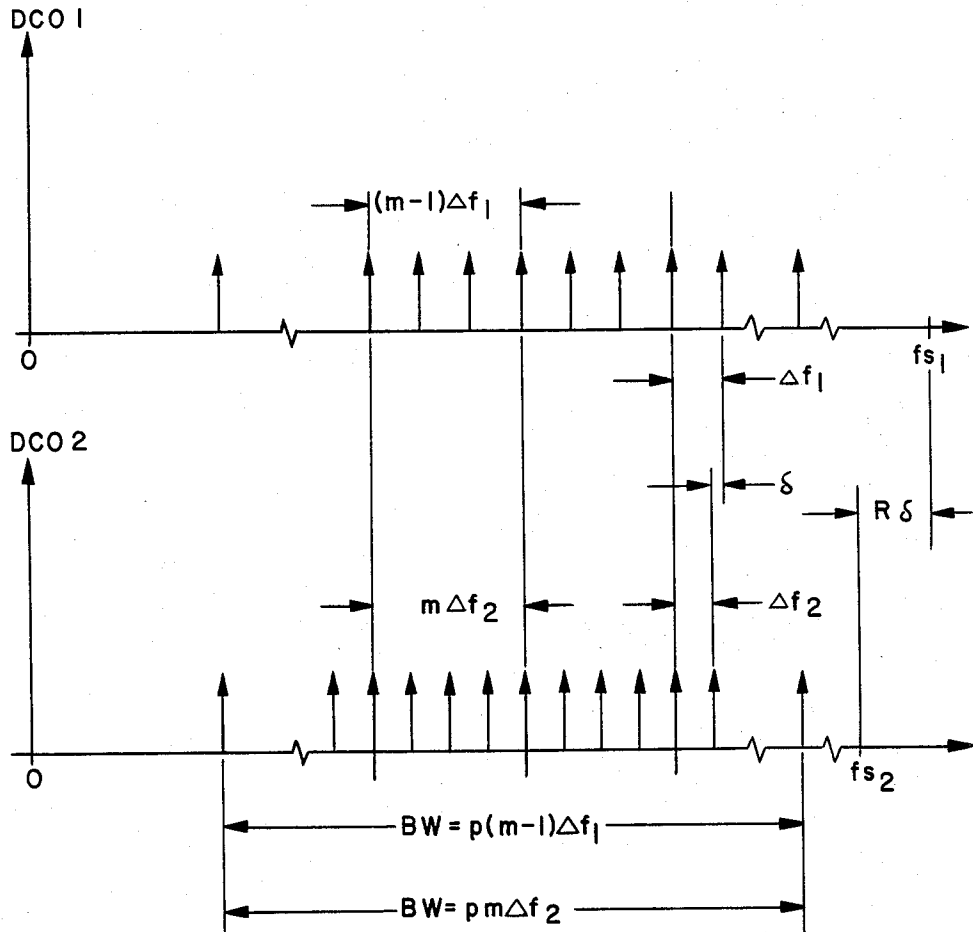 DCO 1
(m-1)Δf₁
0
fs₁
Δf₁
DCO 2
δ
Rδ
mΔf₂
Δf₂
0
fs₂
BW=p(m-1)Δf₁
BW=pmΔf₂